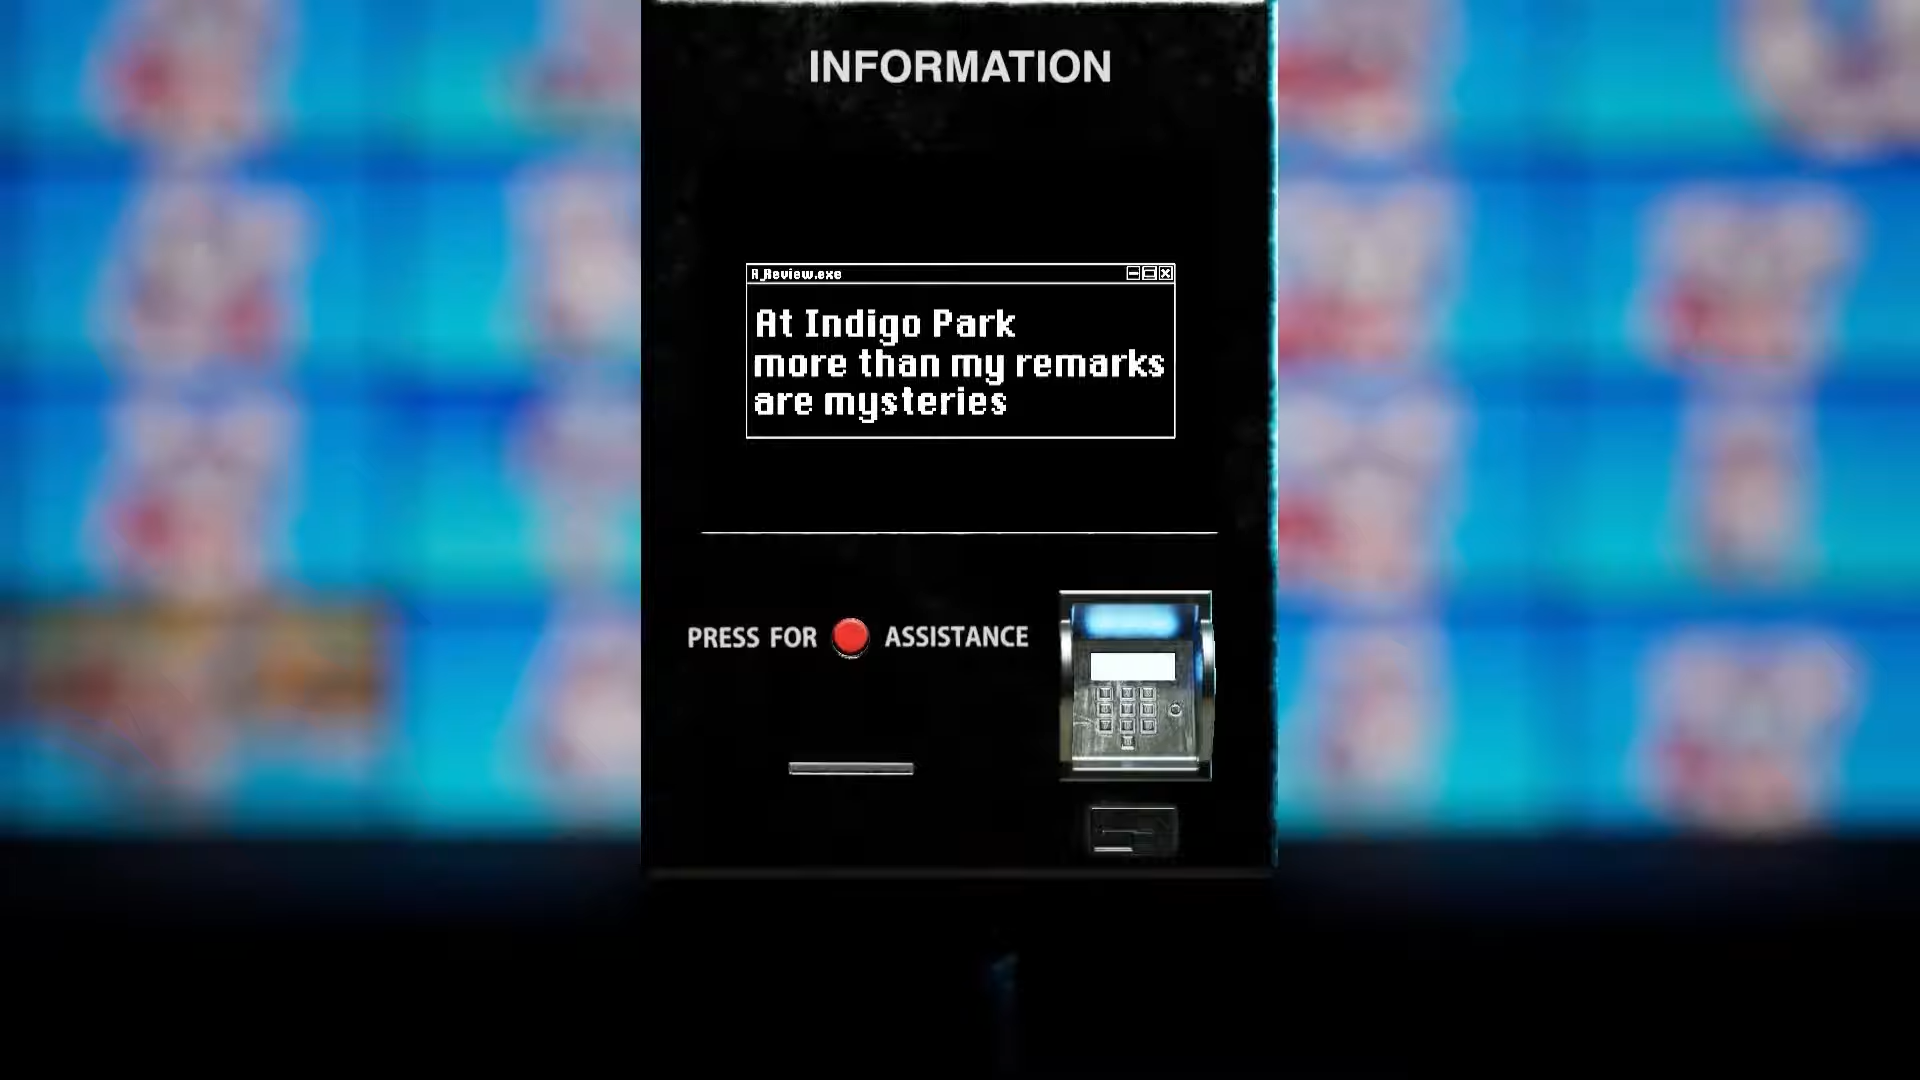 INFORMATION
A_Review.exe
At Indigo Park
more than my remarks
are mysteries
PRESS FOR ASSISTANCE